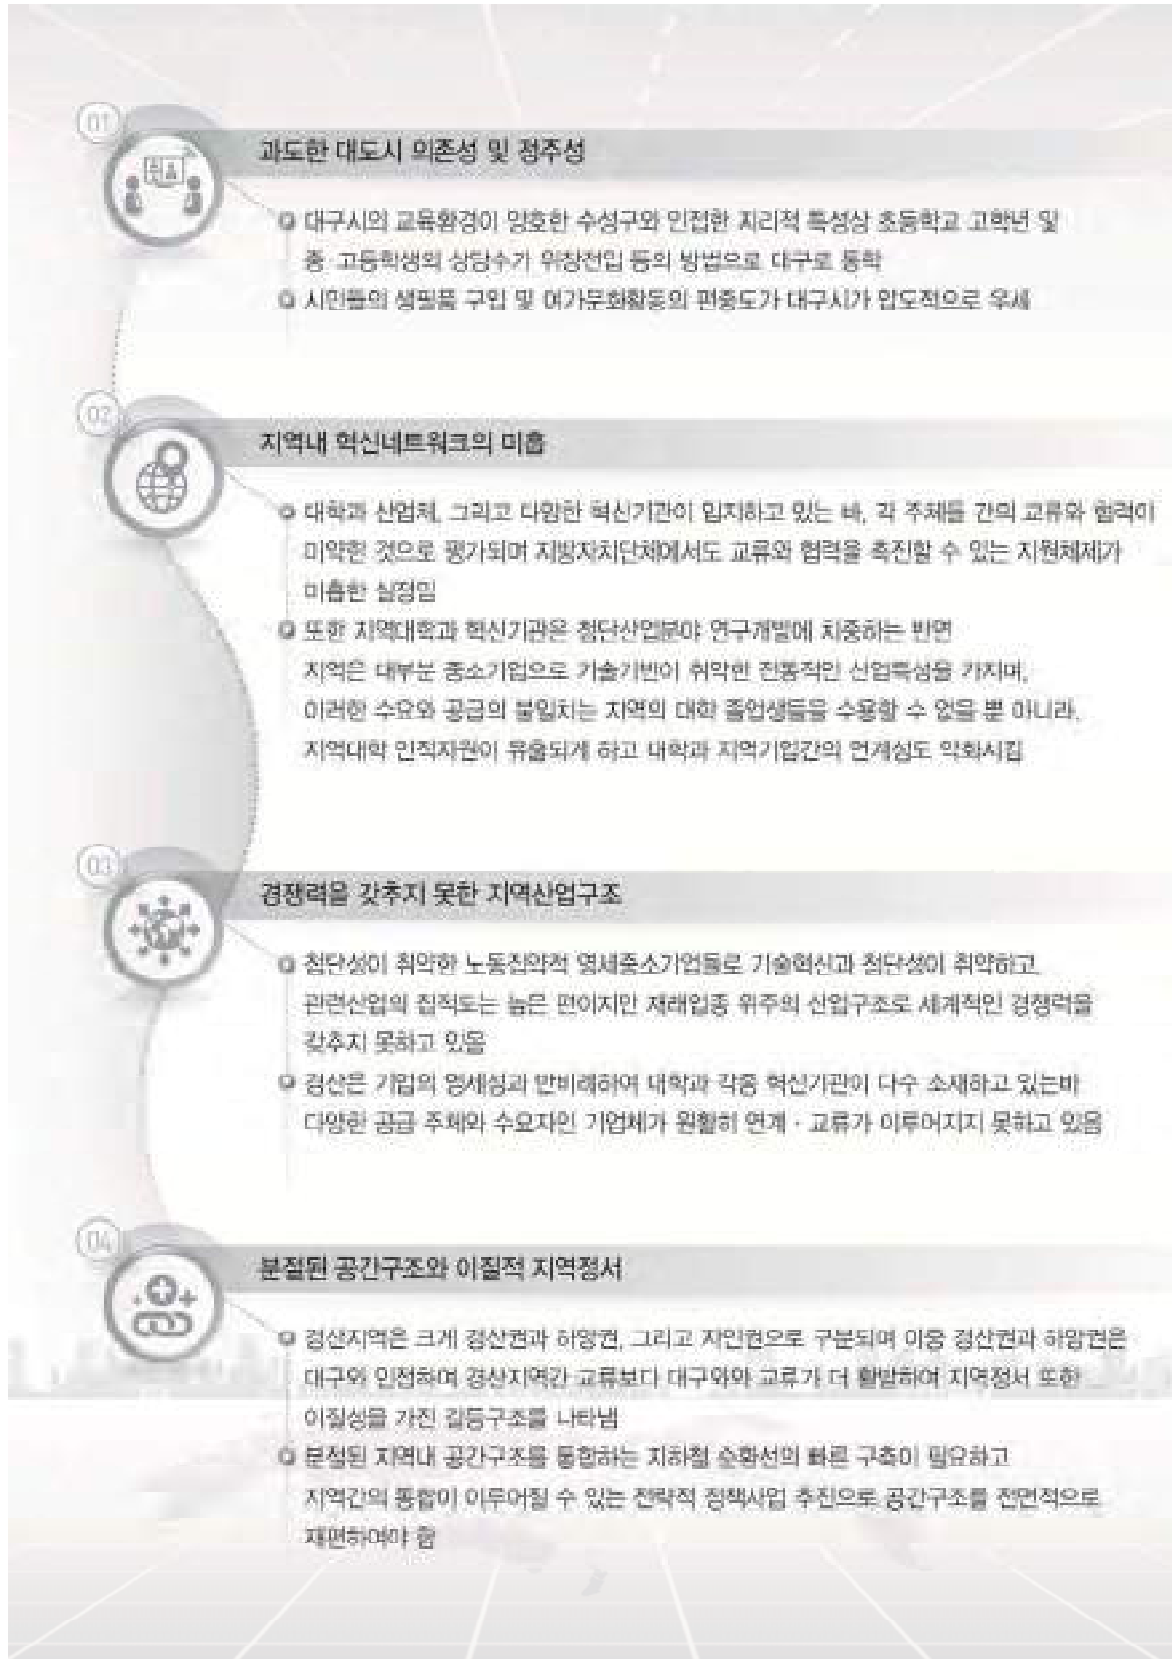 01
과도한 대도시 의존성 및 정주성
대구시의 교육환경이 양호한 수성구와 인접한 지리적 특성상 초등학교 고학년 및
중·고등학생의 상당수가 위장전입 등의 방법으로 대구로 통학
시민들의 생필품 구입 및 여가문화활동의 편중도가 대구시가 압도적으로 우세
02
지역내 혁신네트워크의 미흡
대학과 산업체, 그리고 다양한 혁신기관이 입지하고 있는 바, 각 주체들 간의 교류와 협력이
미약한 것으로 평가되며 지방자치단체에서도 교류와 협력을 촉진할 수 있는 지원체제가
미흡한 실정임
또한 지역대학과 혁신기관은 첨단산업분야 연구개발에 치중하는 반면
지역은 대부분 중소기업으로 기술기반이 취약한 전통적인 산업특성을 가지며,
이러한 수요와 공급의 불일치는 지역의 대학 졸업생들을 수용할 수 없을 뿐 아니라,
지역대학 인적자원이 유출되게 하고 대학과 지역기업간의 연계성도 약화시킴
03
경쟁력을 갖추지 못한 지역산업구조
첨단성이 취약한 노동집약적 영세중소기업들로 기술혁신과 첨단성이 취약하고,
관련산업의 집적도는 높은 편이지만 재래업종 위주의 산업구조로 세계적인 경쟁력을
갖추지 못하고 있음
경산은 기업의 영세성과 반비례하여 대학과 각종 혁신기관이 다수 소재하고 있는바
다양한 공급 주체와 수요자인 기업체가 원활히 연계·교류가 이루어지지 못하고 있음
04
분절된 공간구조와 이질적 지역정서
경산지역은 크게 경산권과 하양권, 그리고 자인권으로 구분되며 이중 경산권과 하양권은
대구와 인접하며 경산지역간 교류보다 대구와의 교류가 더 활발하여 지역정서 또한
이질성을 가진 갈등구조를 나타냄
분절된 지역내 공간구조를 통합하는 지하철 순환선의 빠른 구축이 필요하고
지역간의 통합이 이루어질 수 있는 전략적 정책사업 추진으로 공간구조를 전면적으로
재편하여야 함